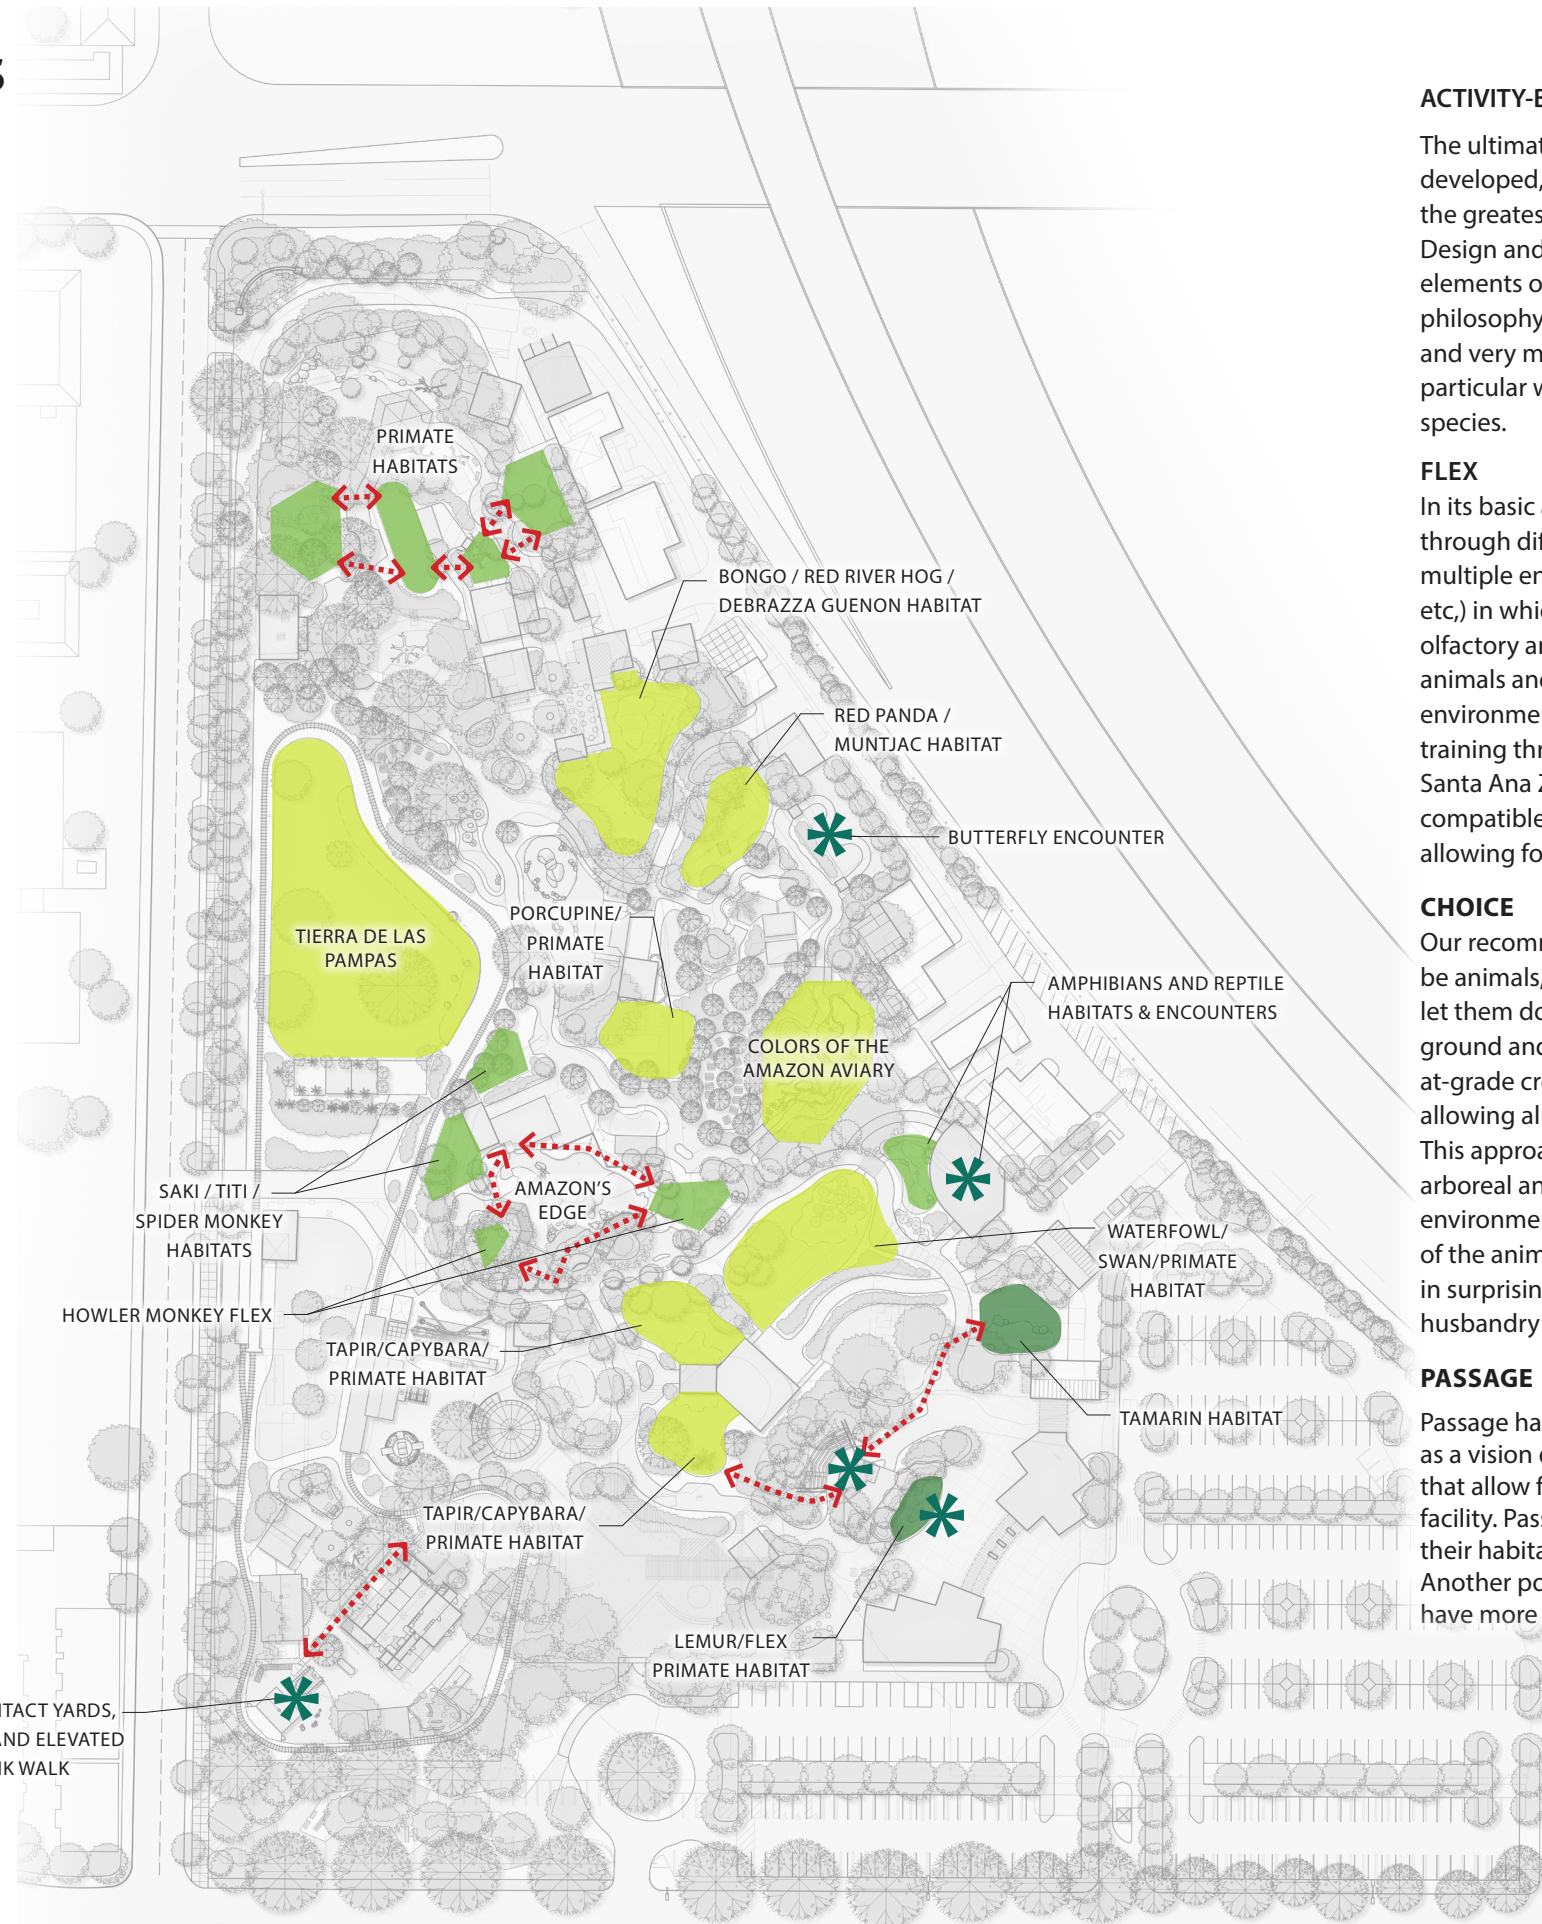 S
PRIMATE
HABITATS
BONGO / RED RIVER HOG /
DEBRAZZA GUENON HABITAT
RED PANDA /
MUNTJAC HABITAT
BUTTERFLY ENCOUNTER
PORCUPINE/
PRIMATE
HABITAT
TIERRA DE LAS
PAMPAS
AMPHIBIANS AND REPTILE
HABITATS & ENCOUNTERS
COLORS OF THE
AMAZON AVIARY
SAKI / TITI /
SPIDER MONKEY
HABITATS
AMAZON'S
EDGE
WATERFOWL/
SWAN/PRIMATE
HABITAT
HOWLER MONKEY FLEX
TAPIR/CAPYBARA/
PRIMATE HABITAT
TAMARIN HABITAT
TAPIR/CAPYBARA/
PRIMATE HABITAT
LEMUR/FLEX
PRIMATE HABITAT
NTACT YARDS,
AND ELEVATED
NK WALK
ACTIVITY-B
The ultimat
developed,
the greates
Design and
elements o
philosophy
and very m
particular w
species.
FLEX
In its basic a
through dif
multiple en
etc,) in whic
olfactory an
animals and
environme
training thr
Santa Ana Z
compatible
allowing fo
CHOICE
Our recomm
be animals,
let them do
ground and
at-grade cr
allowing all
This approa
arboreal an
environme
of the anim
in surprisin
husbandry
PASSAGE
Passage ha
as a vision o
that allow f
facility. Pass
their habita
Another po
have more